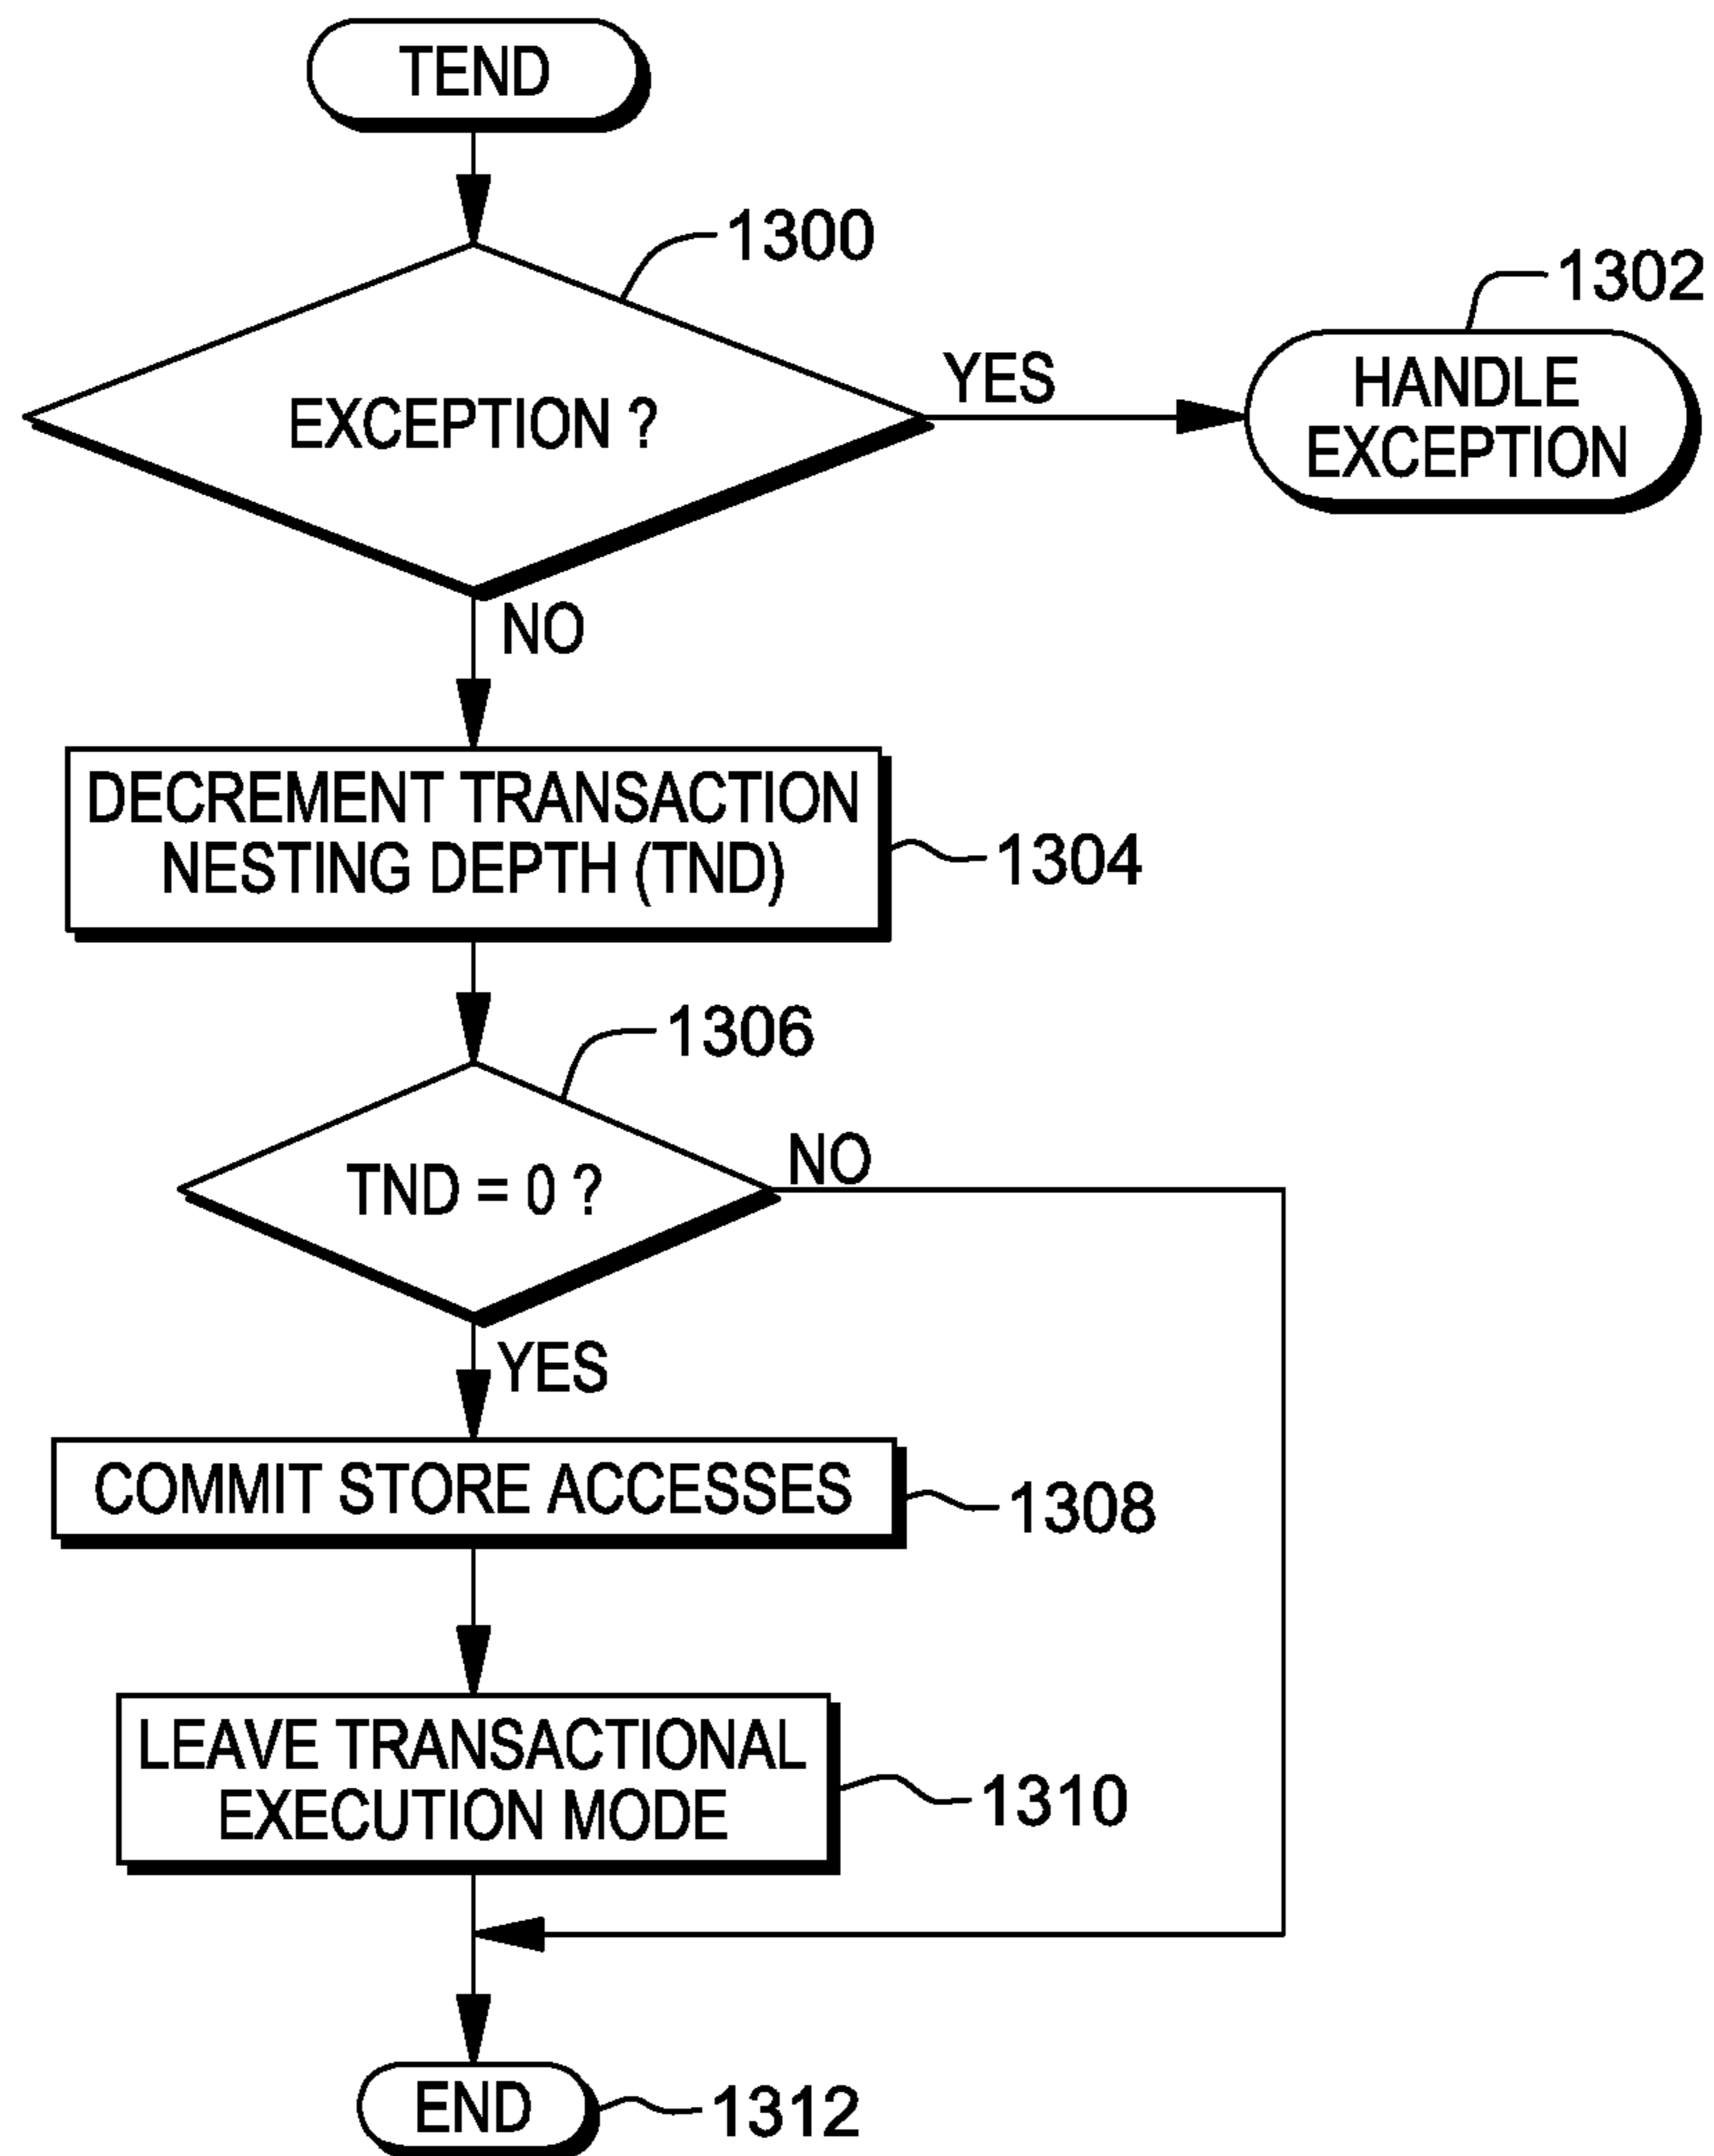 TEND
1300
1302
EXCEPTION ?
YES
HANDLE
EXCEPTION
NO
DECREMENT TRANSACTION
NESTING DEPTH (TND)
1304
1306
TND = 0 ?
NO
YES
COMMIT STORE ACCESSES
1308
LEAVE TRANSACTIONAL
EXECUTION MODE
1310
END
1312